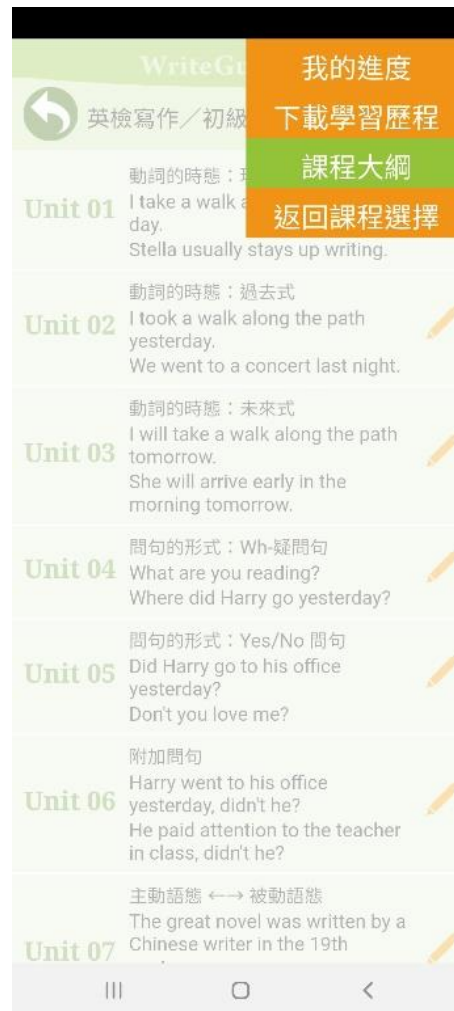 WriteG
我的進度
下載學習歷程
課程大綱
返回課程選擇
英檢寫作／初級
Unit 01
動詞的時態：
I take a walk
day.
Stella usually stays up writing.
Unit 02
動詞的時態：過去式
I took a walk along the path
yesterday.
We went to a concert last night.
Unit 03
動詞的時態：未來式
I will take a walk along the path
tomorrow.
She will arrive early in the
morning tomorrow.
Unit 04
問句的形式：Wh-疑問句
What are you reading?
Where did Harry go yesterday?
Unit 05
問句的形式：Yes/No 問句
Did Harry go to his office
yesterday?
Don't you love me?
Unit 06
附加問句
Harry went to his office
yesterday, didn't he?
He paid attention to the teacher
in class, didn't he?
Unit 07
主動語態 ←→ 被動語態
The great novel was written by a
Chinese writer in the 19th